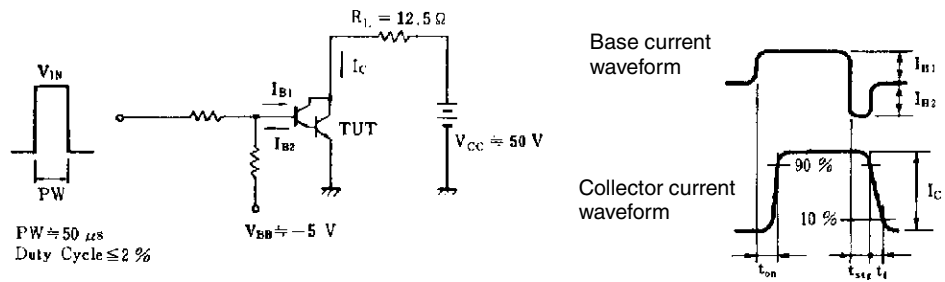 R_L = 12.5 Ω
V_IN
I_C
I_B1
I_B2
TUT
V_CC ≒ 50 V
PW
V_BB ≒ −5 V
PW ≒ 50 μs
Duty Cycle ≦ 2 %
Base current
waveform
I_B1
I_B2
Collector current
waveform
90 %
10 %
I_C
t_on
t_stg
t_f